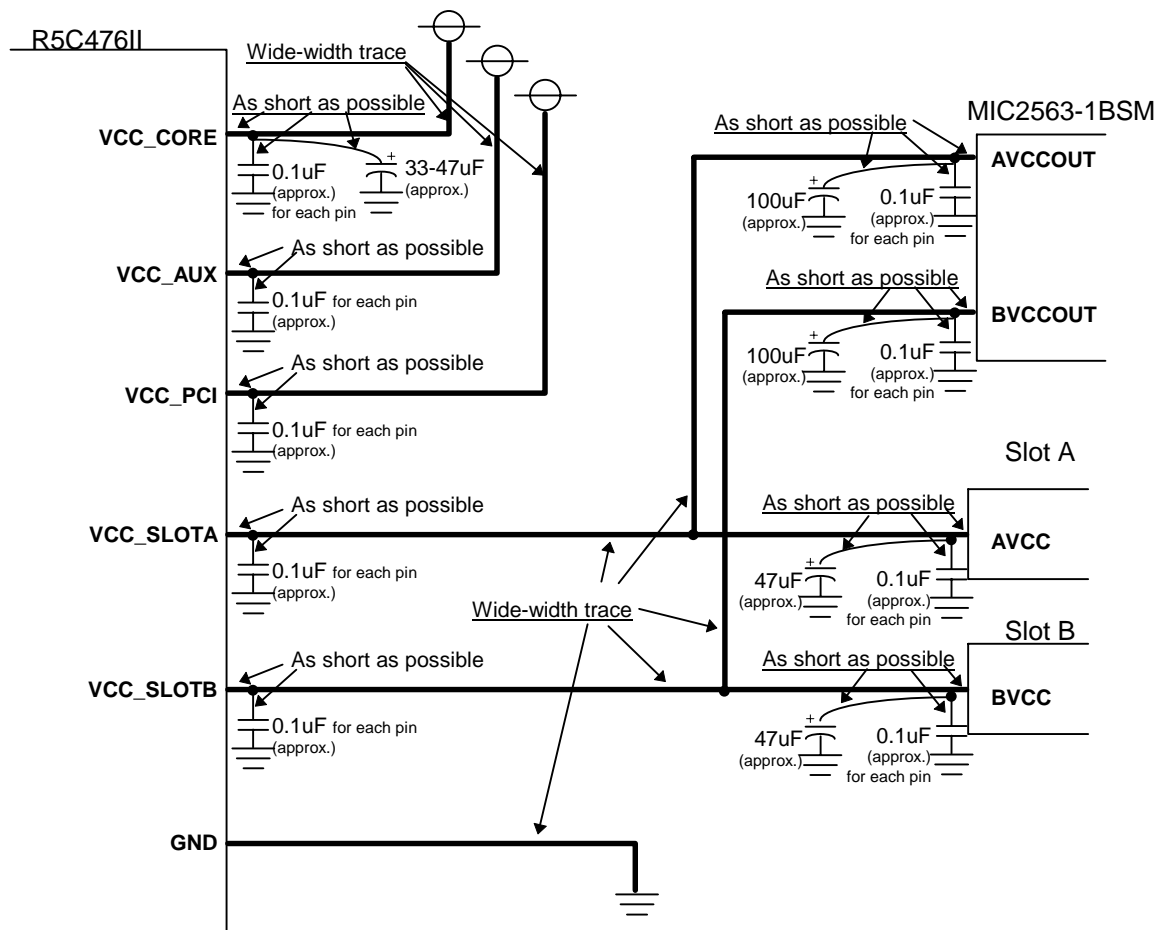 R5C476II
Wide-width trace
As short as possible
VCC_CORE
0.1uF
(approx.)
for each pin
+
33-47uF
(approx.)
As short as possible
VCC_AUX
0.1uF for each pin
(approx.)
As short as possible
VCC_PCI
0.1uF for each pin
(approx.)
As short as possible
VCC_SLOTA
0.1uF for each pin
(approx.)
Wide-width trace
As short as possible
VCC_SLOTB
0.1uF for each pin
(approx.)
GND
MIC2563-1BSM
As short as possible
AVCCOUT
+
100uF
(approx.)
0.1uF
(approx.)
for each pin
As short as possible
BVCCOUT
+
100uF
(approx.)
0.1uF
(approx.)
for each pin
Slot A
As short as possible
AVCC
+
47uF
(approx.)
0.1uF
(approx.)
for each pin
Slot B
As short as possible
BVCC
+
47uF
(approx.)
0.1uF
(approx.)
for each pin